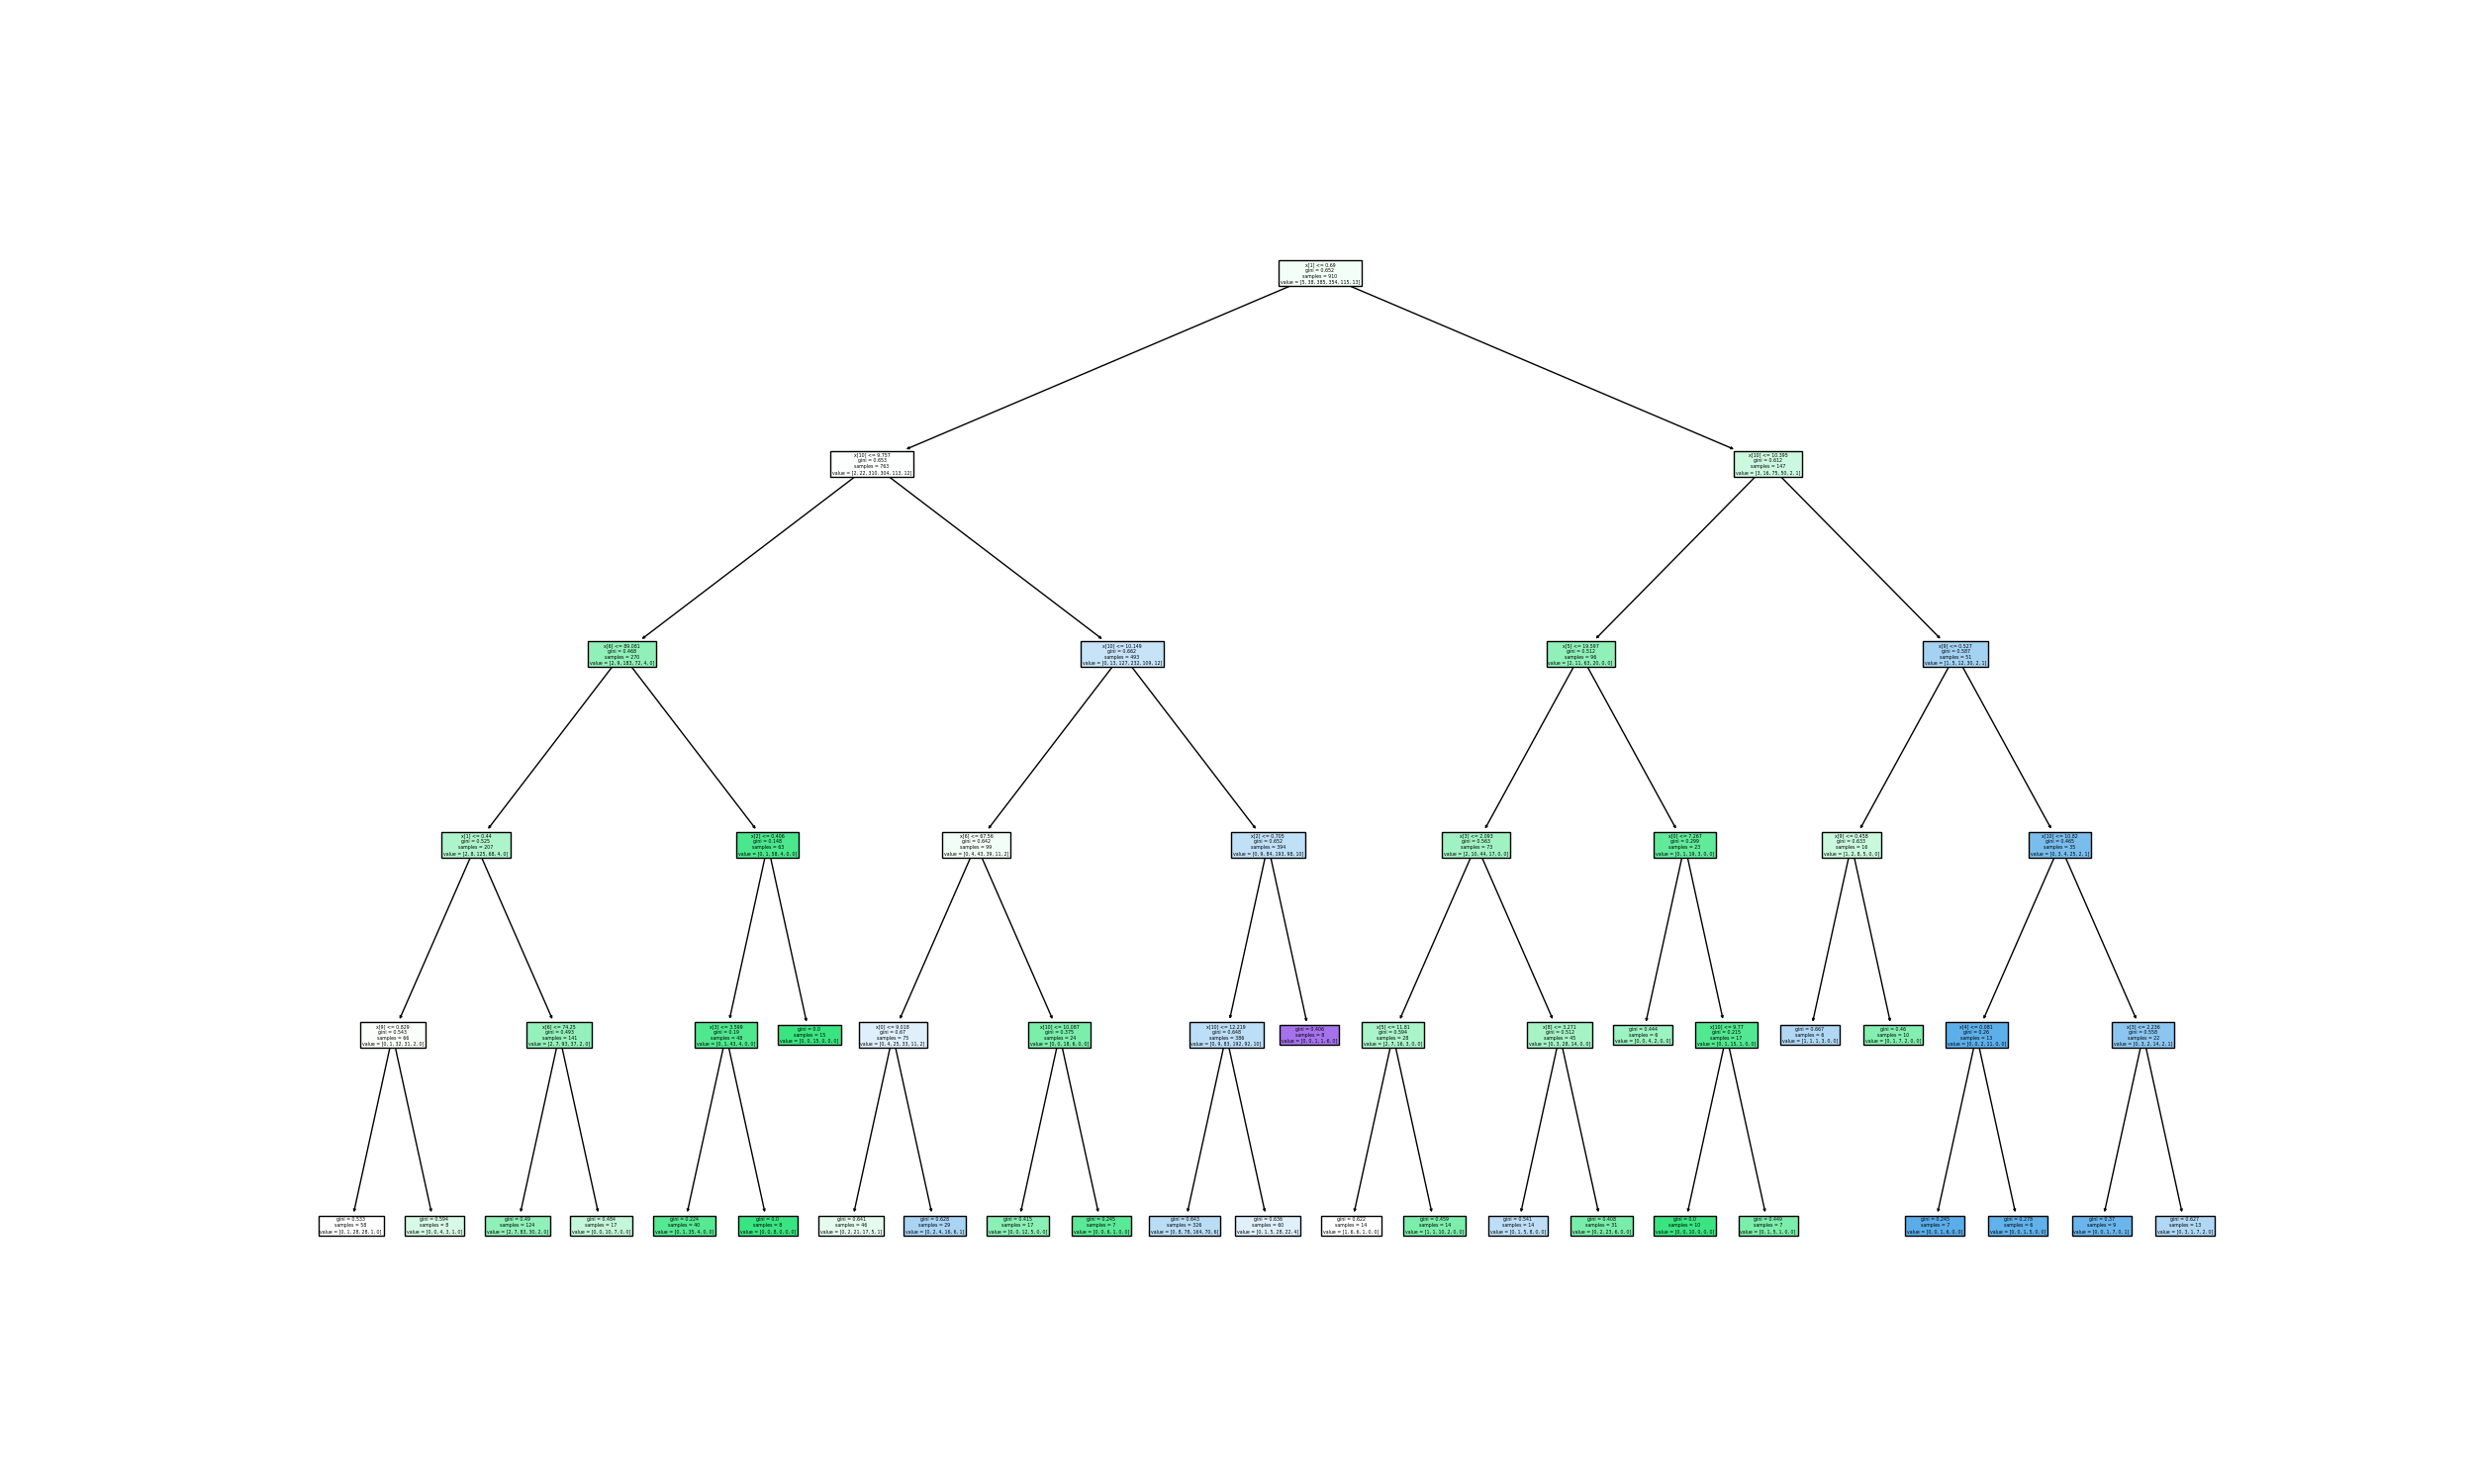 x[1] <= 0.69
gini = 0.652
samples = 910
value = [5, 38, 385, 354, 115, 13]
x[10] <= 9.757
gini = 0.653
samples = 763
value = [2, 22, 310, 304, 113, 12]
x[10] <= 10.395
gini = 0.612
samples = 147
value = [3, 16, 75, 50, 2, 1]
x[6] <= 89.081
gini = 0.468
samples = 270
value = [2, 9, 183, 72, 4, 0]
x[10] <= 10.149
gini = 0.662
samples = 493
value = [0, 13, 127, 232, 109, 12]
x[5] <= 19.597
gini = 0.512
samples = 96
value = [2, 11, 63, 20, 0, 0]
x[9] <= 0.527
gini = 0.587
samples = 51
value = [1, 5, 12, 30, 2, 1]
x[1] <= 0.44
gini = 0.525
samples = 207
value = [2, 8, 125, 68, 4, 0]
x[2] <= 0.406
gini = 0.148
samples = 63
value = [0, 1, 58, 4, 0, 0]
x[6] <= 67.56
gini = 0.642
samples = 99
value = [0, 4, 43, 39, 11, 2]
x[2] <= 0.705
gini = 0.652
samples = 394
value = [0, 9, 84, 193, 98, 10]
x[3] <= 2.093
gini = 0.563
samples = 73
value = [2, 10, 44, 17, 0, 0]
x[0] <= 7.267
gini = 0.299
samples = 23
value = [0, 1, 19, 3, 0, 0]
x[9] <= 0.458
gini = 0.633
samples = 16
value = [1, 2, 8, 5, 0, 0]
x[10] <= 10.82
gini = 0.465
samples = 35
value = [0, 3, 4, 25, 2, 1]
x[9] <= 0.829
gini = 0.543
samples = 66
value = [0, 1, 32, 31, 2, 0]
x[6] <= 74.25
gini = 0.493
samples = 141
value = [2, 7, 93, 37, 2, 0]
x[3] <= 3.599
gini = 0.19
samples = 48
value = [0, 1, 43, 4, 0, 0]
gini = 0.0
samples = 15
value = [0, 0, 15, 0, 0, 0]
x[0] <= 9.018
gini = 0.67
samples = 75
value = [0, 4, 25, 33, 11, 2]
x[10] <= 10.087
gini = 0.375
samples = 24
value = [0, 0, 18, 6, 0, 0]
x[10] <= 12.219
gini = 0.648
samples = 386
value = [0, 9, 83, 192, 92, 10]
gini = 0.406
samples = 8
value = [0, 0, 1, 1, 6, 0]
x[5] <= 11.81
gini = 0.594
samples = 28
value = [2, 7, 16, 3, 0, 0]
x[8] <= 3.271
gini = 0.512
samples = 45
value = [0, 3, 28, 14, 0, 0]
gini = 0.444
samples = 6
value = [0, 0, 4, 2, 0, 0]
x[10] <= 9.77
gini = 0.215
samples = 17
value = [0, 1, 15, 1, 0, 0]
gini = 0.667
samples = 6
value = [1, 1, 1, 3, 0, 0]
gini = 0.46
samples = 10
value = [0, 1, 7, 2, 0, 0]
x[4] <= 0.081
gini = 0.26
samples = 13
value = [0, 0, 2, 11, 0, 0]
x[3] <= 2.236
gini = 0.558
samples = 22
value = [0, 3, 2, 14, 2, 1]
gini = 0.533
samples = 58
value = [0, 1, 28, 28, 1, 0]
gini = 0.594
samples = 8
value = [0, 0, 4, 3, 1, 0]
gini = 0.49
samples = 124
value = [2, 7, 83, 30, 2, 0]
gini = 0.484
samples = 17
value = [0, 0, 10, 7, 0, 0]
gini = 0.224
samples = 40
value = [0, 1, 35, 4, 0, 0]
gini = 0.0
samples = 8
value = [0, 0, 8, 0, 0, 0]
gini = 0.641
samples = 46
value = [0, 2, 21, 17, 5, 1]
gini = 0.628
samples = 29
value = [0, 2, 4, 16, 6, 1]
gini = 0.415
samples = 17
value = [0, 0, 12, 5, 0, 0]
gini = 0.245
samples = 7
value = [0, 0, 6, 1, 0, 0]
gini = 0.643
samples = 326
value = [0, 8, 78, 164, 70, 6]
gini = 0.636
samples = 60
value = [0, 1, 5, 28, 22, 4]
gini = 0.622
samples = 14
value = [1, 6, 6, 1, 0, 0]
gini = 0.459
samples = 14
value = [1, 1, 10, 2, 0, 0]
gini = 0.541
samples = 14
value = [0, 1, 5, 8, 0, 0]
gini = 0.408
samples = 31
value = [0, 2, 23, 6, 0, 0]
gini = 0.0
samples = 10
value = [0, 0, 10, 0, 0, 0]
gini = 0.449
samples = 7
value = [0, 1, 5, 1, 0, 0]
gini = 0.245
samples = 7
value = [0, 0, 1, 6, 0, 0]
gini = 0.278
samples = 6
value = [0, 0, 1, 5, 0, 0]
gini = 0.37
samples = 9
value = [0, 0, 1, 7, 0, 1]
gini = 0.627
samples = 13
value = [0, 3, 1, 7, 2, 0]